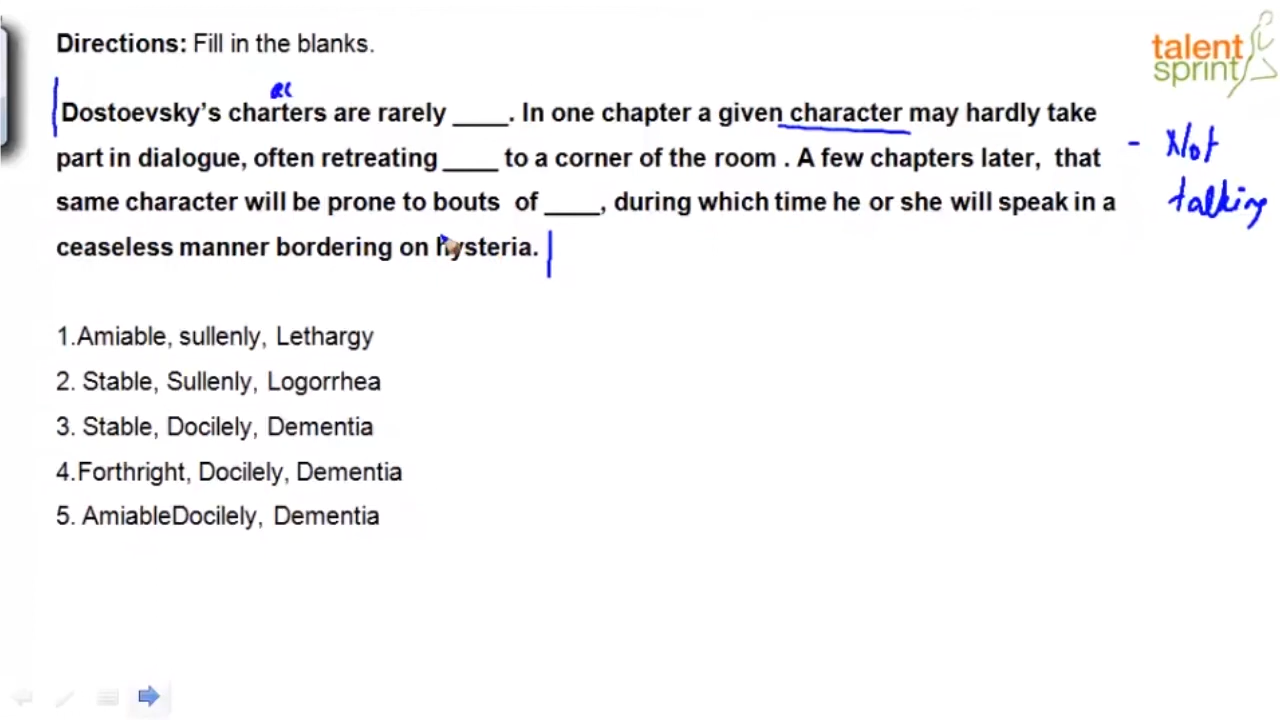 Directions: Fill in the blanks.
talent
sprint
ac
Dostoevsky's charters are rarely ____. In one chapter a given character may hardly take
part in dialogue, often retreating ____ to a corner of the room . A few chapters later, that
same character will be prone to bouts of ____, during which time he or she will speak in a
ceaseless manner bordering on hysteria.
- Not
talking
1.Amiable, sullenly, Lethargy
2. Stable, Sullenly, Logorrhea
3. Stable, Docilely, Dementia
4.Forthright, Docilely, Dementia
5. AmiableDocilely, Dementia